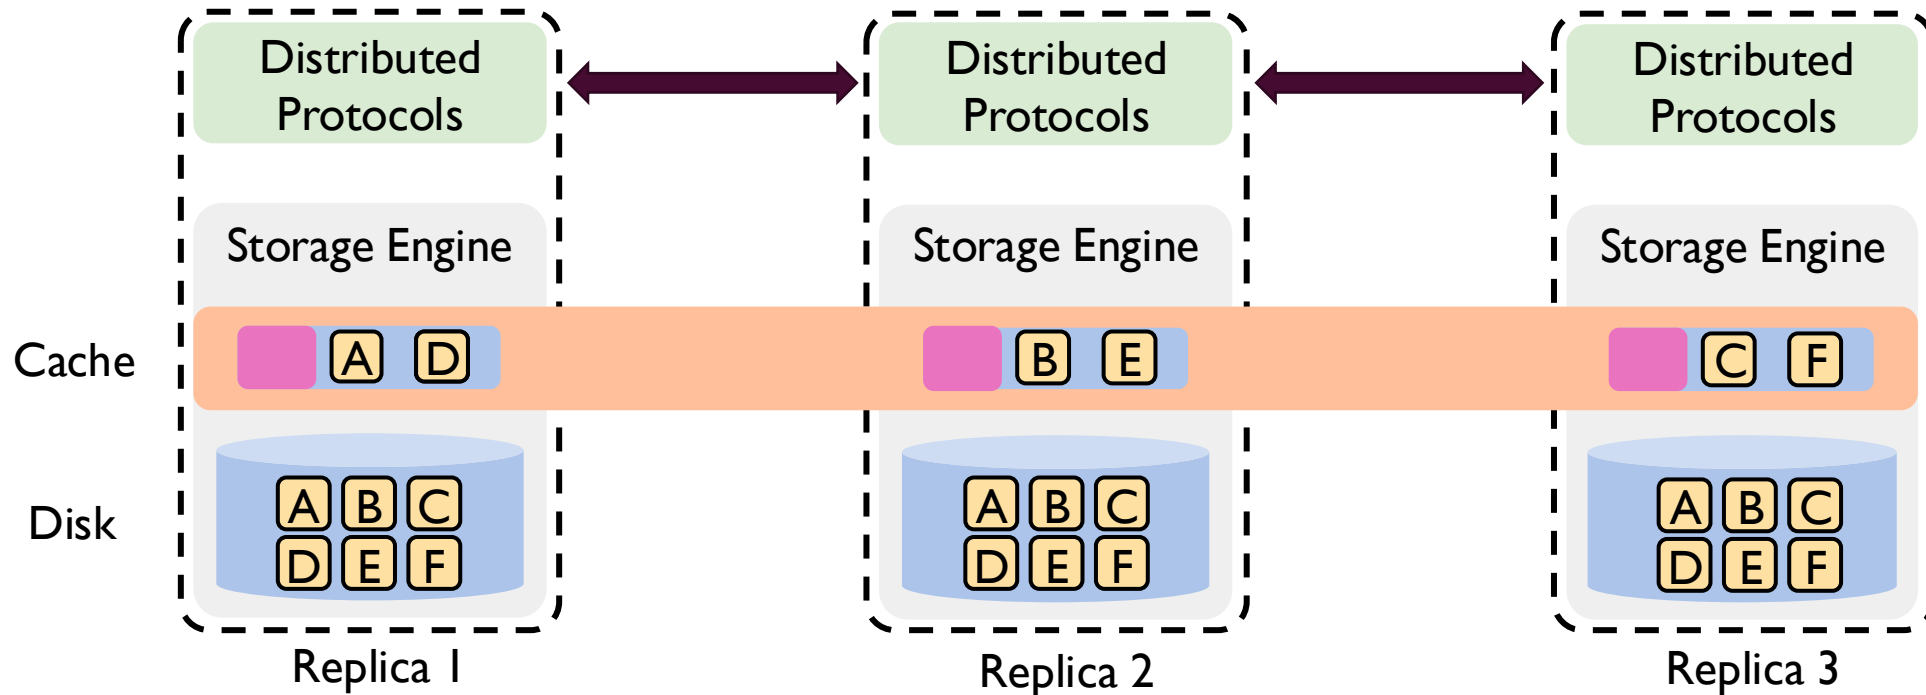 Distributed
Protocols
Distributed
Protocols
Distributed
Protocols
Storage Engine
Storage Engine
Storage Engine
Cache
A D
B E
C F
Disk
A B C
D E F
A B C
D E F
A B C
D E F
Replica 1
Replica 2
Replica 3